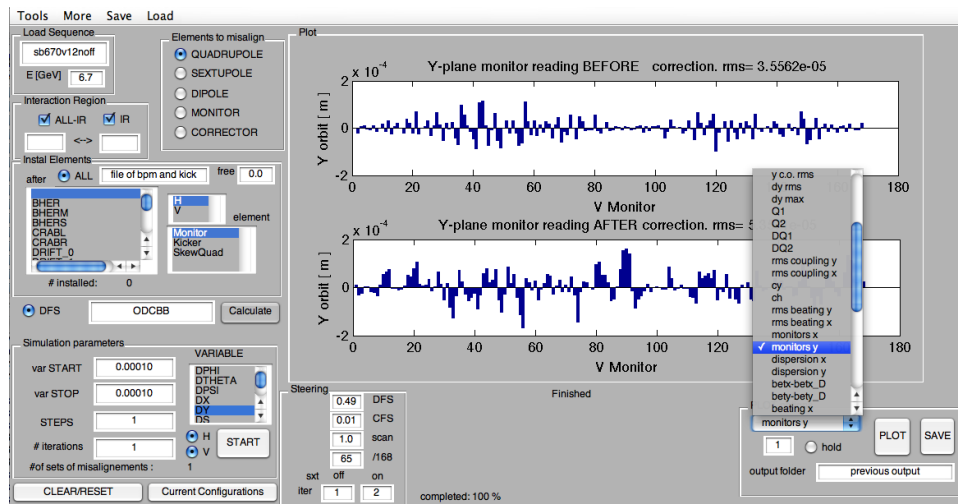 Tools More Save Load
Load Sequence
sb670v12noff
E [GeV] 6.7
Interaction Region
ALL-IR IR
<-->
Elements to misalign
QUADRUPOLE
SEXTUPOLE
DIPOLE
MONITOR
CORRECTOR
Instal Elements
after ALL file of bpm and kick free 0.0
BHER
BHERM
BHERS
CRABL
CRABR
DRIFT_0
H
V
element
Monitor
Kicker
SkewQuad
# installed: 0
DFS ODCBB Calculate
Simulation parameters
var START 0.00010
var STOP 0.00010
STEPS 1
# iterations 1
#of sets of misalignements : 1
VARIABLE
DPHI
DTHETA
DPSI
DX
DY
DS
H
V
START
CLEAR/RESET Current Configurations
Plot
Y-plane monitor reading BEFORE correction. rms= 3.5562e-05
x 10⁻⁴
2
0
-2
Y orbit [ m ]
0 20 40 60 80 100 120 180
V Monitor
Y-plane monitor reading AFTER correction. rms=
x 10⁻⁴
2
0
-2
Y orbit [ m ]
0 20 40 60 80 100 120 180
V Monitor
Steering
0.49 DFS
0.01 CFS
1.0 scan
65 /168
sxt off on
iter 1 2
Finished
completed: 100 %
y c.o. rms
dy rms
dy max
Q1
Q2
DQ1
DQ2
rms coupling y
rms coupling x
cy
ch
rms beating y
rms beating x
monitors x
✓ monitors y
dispersion x
dispersion y
betx-betx_D
bety-bety_D
beating x
monitors y
1 hold
PLOT SAVE
output folder previous output